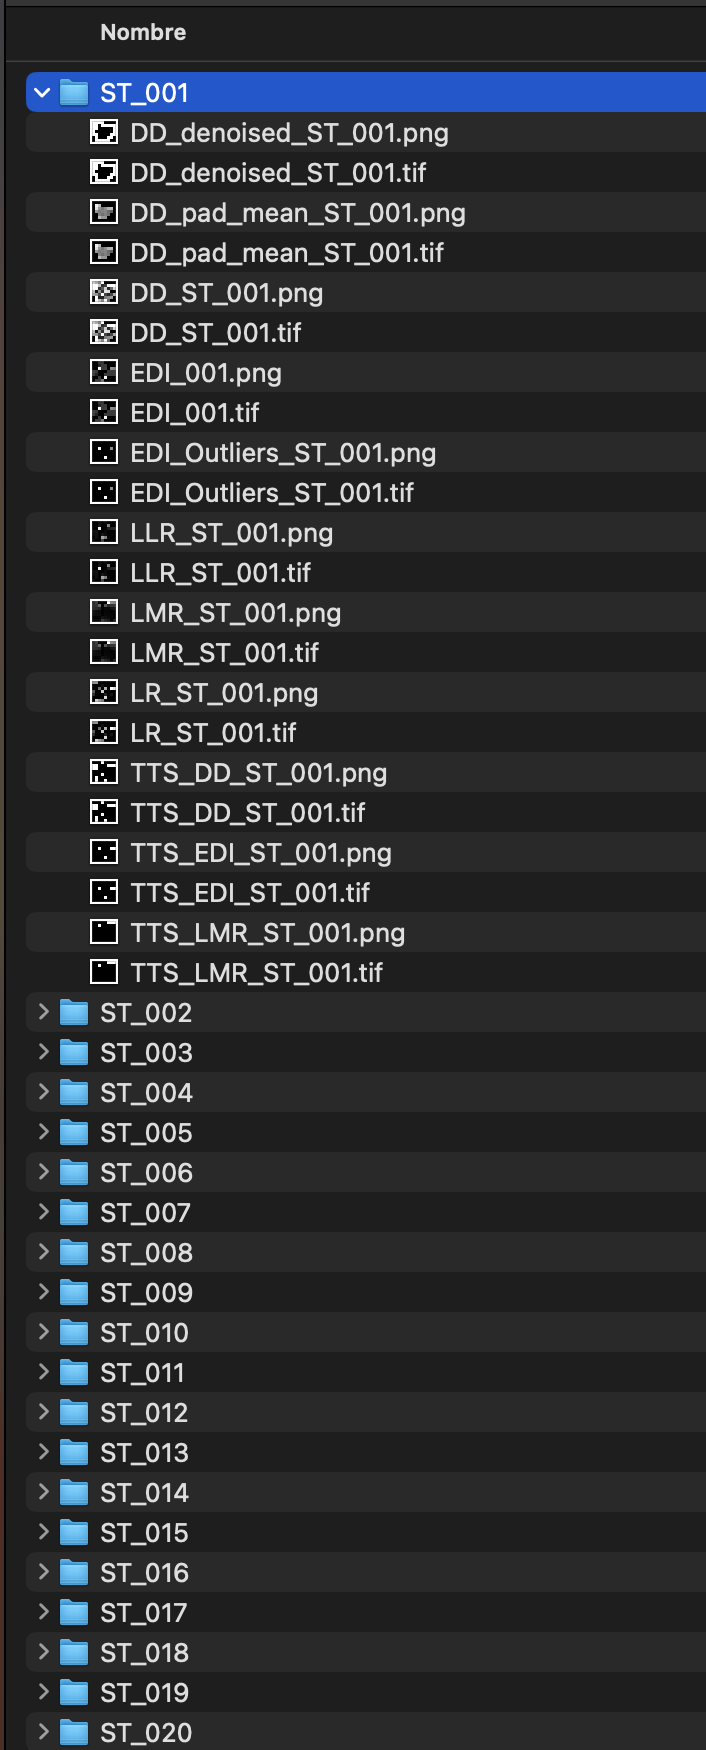 Nombre
ST_001
DD_denoised_ST_001.png
DD_denoised_ST_001.tif
DD_pad_mean_ST_001.png
DD_pad_mean_ST_001.tif
DD_ST_001.png
DD_ST_001.tif
EDI_001.png
EDI_001.tif
EDI_Outliers_ST_001.png
EDI_Outliers_ST_001.tif
LLR_ST_001.png
LLR_ST_001.tif
LMR_ST_001.png
LMR_ST_001.tif
LR_ST_001.png
LR_ST_001.tif
TTS_DD_ST_001.png
TTS_DD_ST_001.tif
TTS_EDI_ST_001.png
TTS_EDI_ST_001.tif
TTS_LMR_ST_001.png
TTS_LMR_ST_001.tif
ST_002
ST_003
ST_004
ST_005
ST_006
ST_007
ST_008
ST_009
ST_010
ST_011
ST_012
ST_013
ST_014
ST_015
ST_016
ST_017
ST_018
ST_019
ST_020